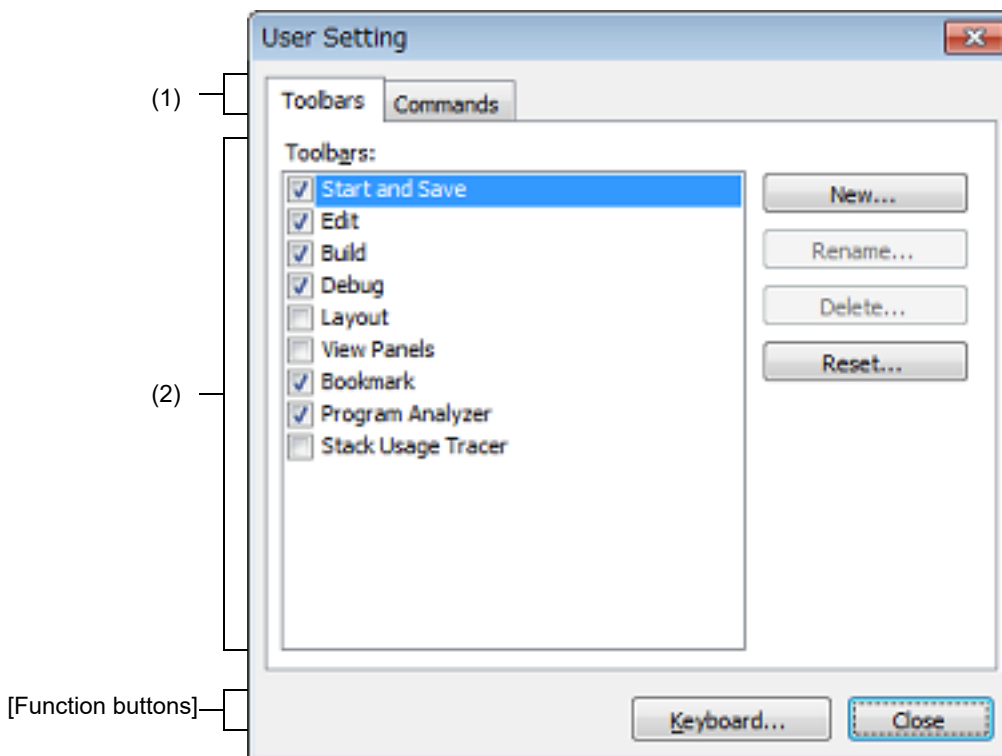 User Setting
(1)
Toolbars Commands
Toolbars:
Start and Save
New...
Edit
Rename...
Build
Debug
Delete...
Layout
View Panels
Reset...
Bookmark
(2)
Program Analyzer
Stack Usage Tracer
[Function buttons]
Keyboard... Close